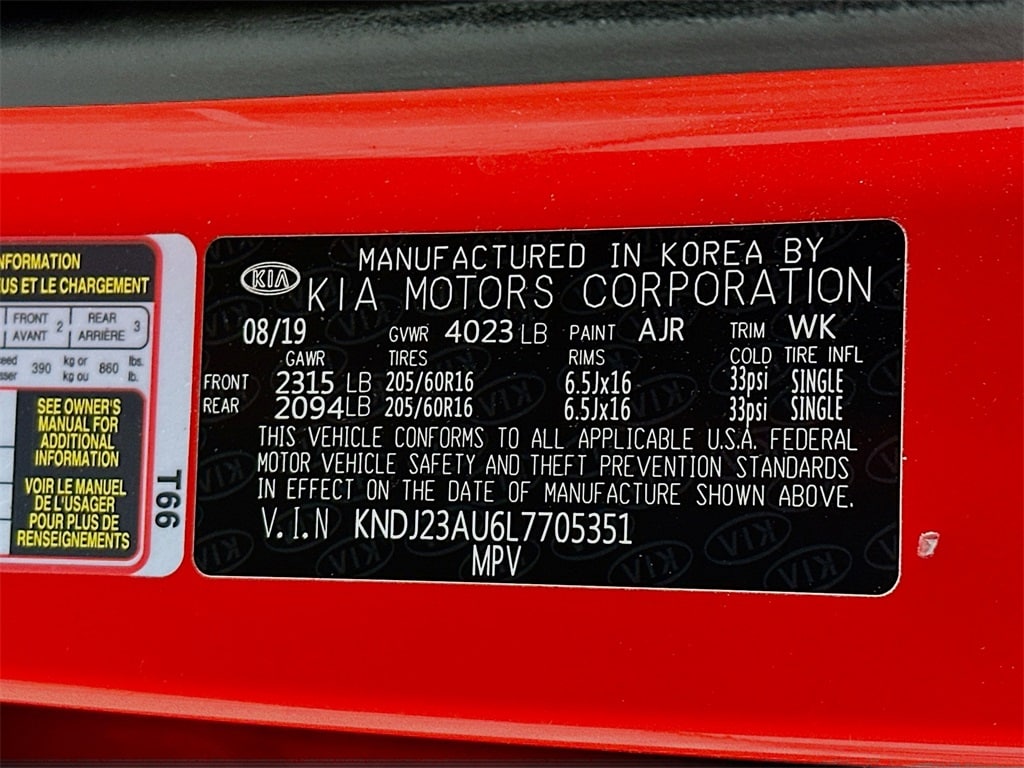 NFORMATION
EUS ET LE CHARGEMENT
FRONT
AVANT 2
REAR
ARRIÈRE 3
390 kg or
kg ou 860 lbs.
lb.
SEE OWNER'S
MANUAL FOR
ADDITIONAL
INFORMATION
VOIR LE MANUEL
DE L'USAGER
POUR PLUS DE
RENSEIGNEMENTS
T66
MANUFACTURED IN KOREA BY
KIA KIA MOTORS CORPORATION
08/19 GVWR 4023 LB PAINT AJR TRIM WK
GAWR TIRES RIMS COLD TIRE INFL
FRONT 2315 LB 205/60R16 6.5Jx16 33psi SINGLE
REAR 2094LB 205/60R16 6.5Jx16 33psi SINGLE
THIS VEHICLE CONFORMS TO ALL APPLICABLE U.S.A. FEDERAL
MOTOR VEHICLE SAFETY AND THEFT PREVENTION STANDARDS
IN EFFECT ON THE DATE OF MANUFACTURE SHOWN ABOVE.
V.I.N KNDJ23AU6L7705351
MPV